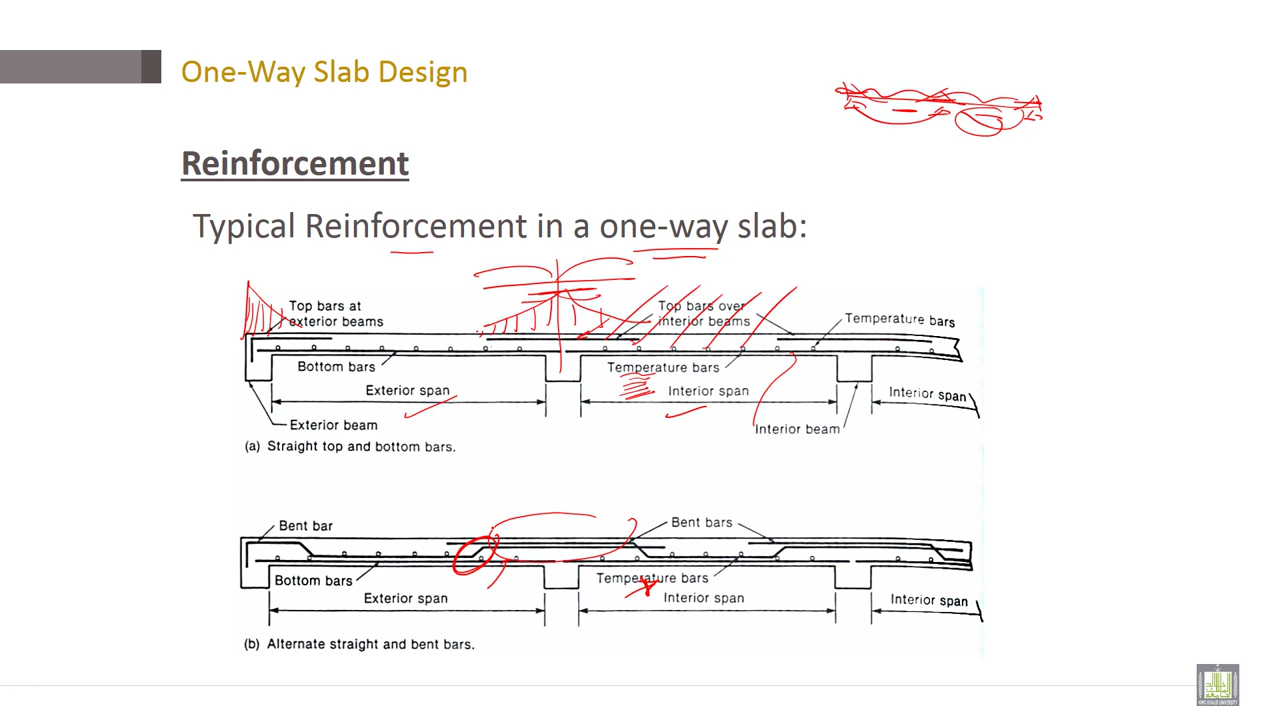 One-Way Slab Design
Reinforcement
Typical Reinforcement in a one-way slab:
Top bars at
exterior beams
Top bars over
interior beams
Temperature bars
Bottom bars
Temperature bars
Exterior span
Interior span
Interior span
Exterior beam
Interior beam
(a) Straight top and bottom bars.
Bent bar
Bent bars
Bottom bars
Temperature bars
Exterior span
Interior span
Interior span
(b) Alternate straight and bent bars.
KING KHALID UNIVERSITY